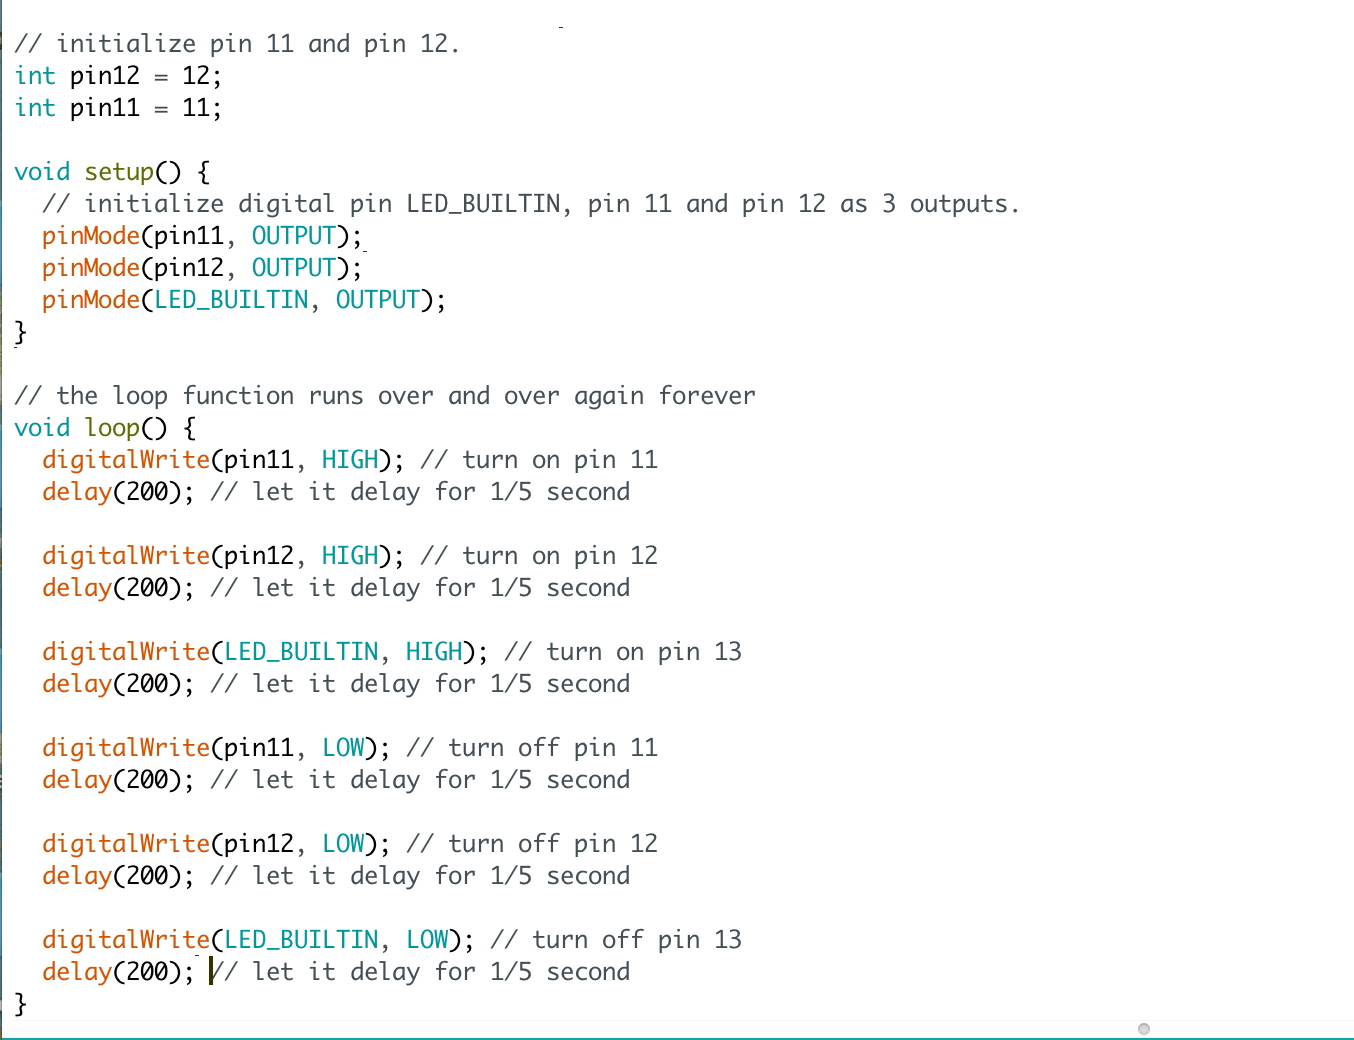 // initialize pin 11 and pin 12.
int pin12 = 12;
int pin11 = 11;
void setup() {
// initialize digital pin LED_BUILTIN, pin 11 and pin 12 as 3 outputs.
pinMode(pin11, OUTPUT);
pinMode(pin12, OUTPUT);
pinMode(LED_BUILTIN, OUTPUT);
}
// the loop function runs over and over again forever
void loop() {
digitalWrite(pin11, HIGH); // turn on pin 11
delay(200); // let it delay for 1/5 second
digitalWrite(pin12, HIGH); // turn on pin 12
delay(200); // let it delay for 1/5 second
digitalWrite(LED_BUILTIN, HIGH); // turn on pin 13
delay(200); // let it delay for 1/5 second
digitalWrite(pin11, LOW); // turn off pin 11
delay(200); // let it delay for 1/5 second
digitalWrite(pin12, LOW); // turn off pin 12
delay(200); // let it delay for 1/5 second
digitalWrite(LED_BUILTIN, LOW); // turn off pin 13
delay(200); // let it delay for 1/5 second
}